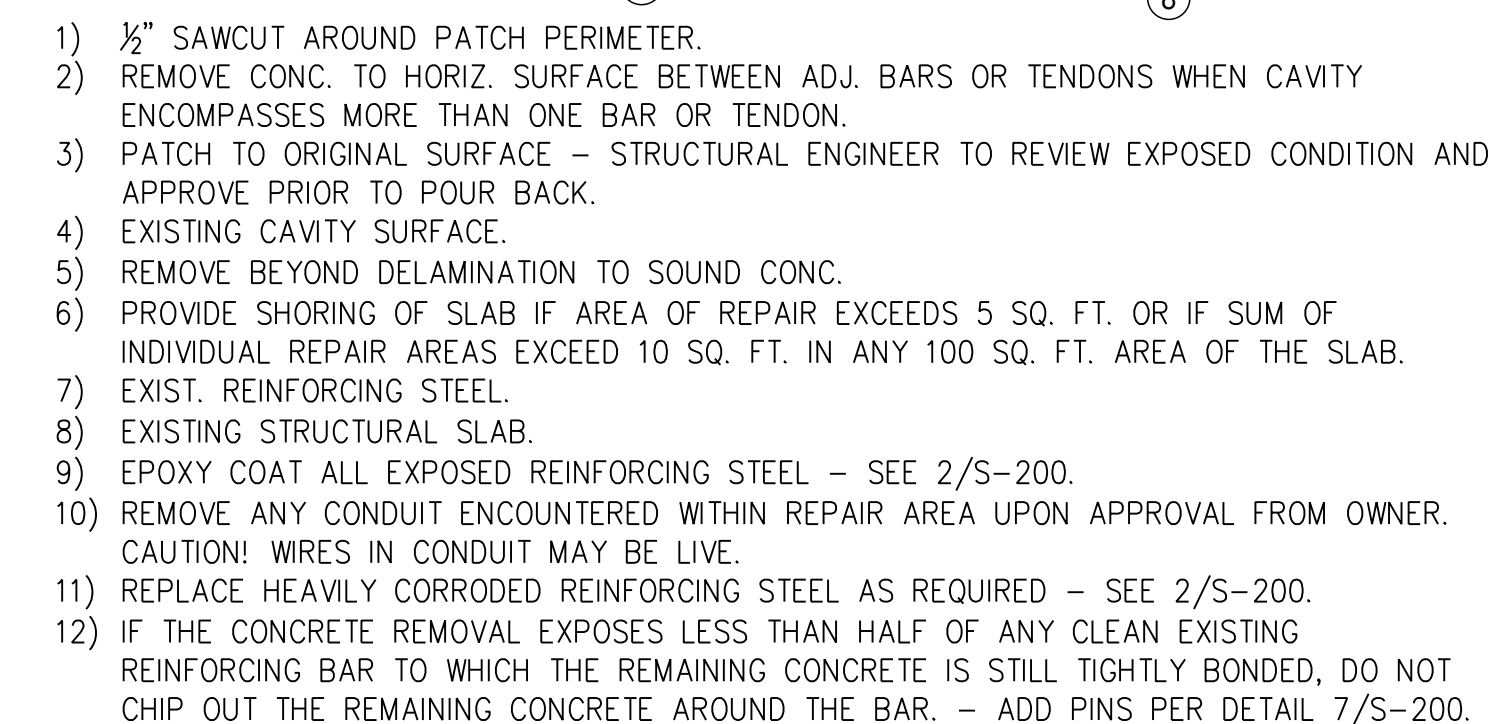 1) ½" SAWCUT AROUND PATCH PERIMETER.
2) REMOVE CONC. TO HORIZ. SURFACE BETWEEN ADJ. BARS OR TENDONS WHEN CAVITY
ENCOMPASSES MORE THAN ONE BAR OR TENDON.
3) PATCH TO ORIGINAL SURFACE – STRUCTURAL ENGINEER TO REVIEW EXPOSED CONDITION AND
APPROVE PRIOR TO POUR BACK.
4) EXISTING CAVITY SURFACE.
5) REMOVE BEYOND DELAMINATION TO SOUND CONC.
6) PROVIDE SHORING OF SLAB IF AREA OF REPAIR EXCEEDS 5 SQ. FT. OR IF SUM OF
INDIVIDUAL REPAIR AREAS EXCEED 10 SQ. FT. IN ANY 100 SQ. FT. AREA OF THE SLAB.
7) EXIST. REINFORCING STEEL.
8) EXISTING STRUCTURAL SLAB.
9) EPOXY COAT ALL EXPOSED REINFORCING STEEL – SEE 2/S–200.
10) REMOVE ANY CONDUIT ENCOUNTERED WITHIN REPAIR AREA UPON APPROVAL FROM OWNER.
CAUTION! WIRES IN CONDUIT MAY BE LIVE.
11) REPLACE HEAVILY CORRODED REINFORCING STEEL AS REQUIRED – SEE 2/S–200.
12) IF THE CONCRETE REMOVAL EXPOSES LESS THAN HALF OF ANY CLEAN EXISTING
REINFORCING BAR TO WHICH THE REMAINING CONCRETE IS STILL TIGHTLY BONDED, DO NOT
CHIP OUT THE REMAINING CONCRETE AROUND THE BAR. – ADD PINS PER DETAIL 7/S–200.